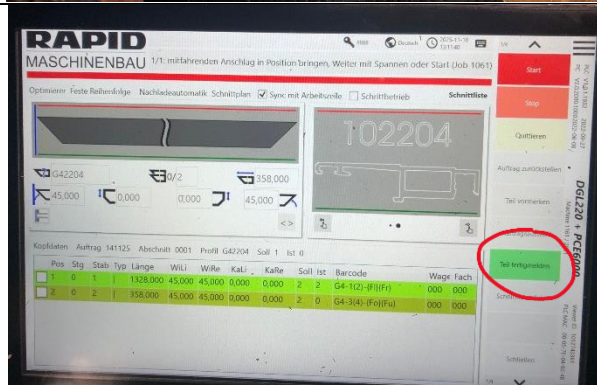 RAPID
MASCHINENBAU
1/1: mitfahrenden Anschlag in Position bringen, Weiter mit Spannen oder Start (Job 1061)
Deutsch
Optimierer Feste Reihenfolge Nachladeautomatik Schnittplan Sync mit Arbeitszeile Schrittbetrieb Schnittliste
G42204 0/2 358,000
45,000 0,000 0,000 45,000
102204
<>
Kopfdaten Auftrag 141125 Abschnitt 0001 Profil G42204 Soll 1 Ist 0
Pos Stg Stab Typ Länge WiLi WiRe KaLi KaRe Soll Ist Barcode Wage Fach
1 0 1 1328,000 45,000 45,000 0,000 0,000 2 2 G4-1(2)-(Fl)(Fr) 000 000
2 0 2 358,000 45,000 45,000 0,000 0,000 2 0 G4-3(4)-(Fo)(Fu) 000 000
Start
Stop
Quittieren
Auftrag zurückstellen
Teil vormerken
Teil fertigmelden
Schließen
DGL220 + PCE6000